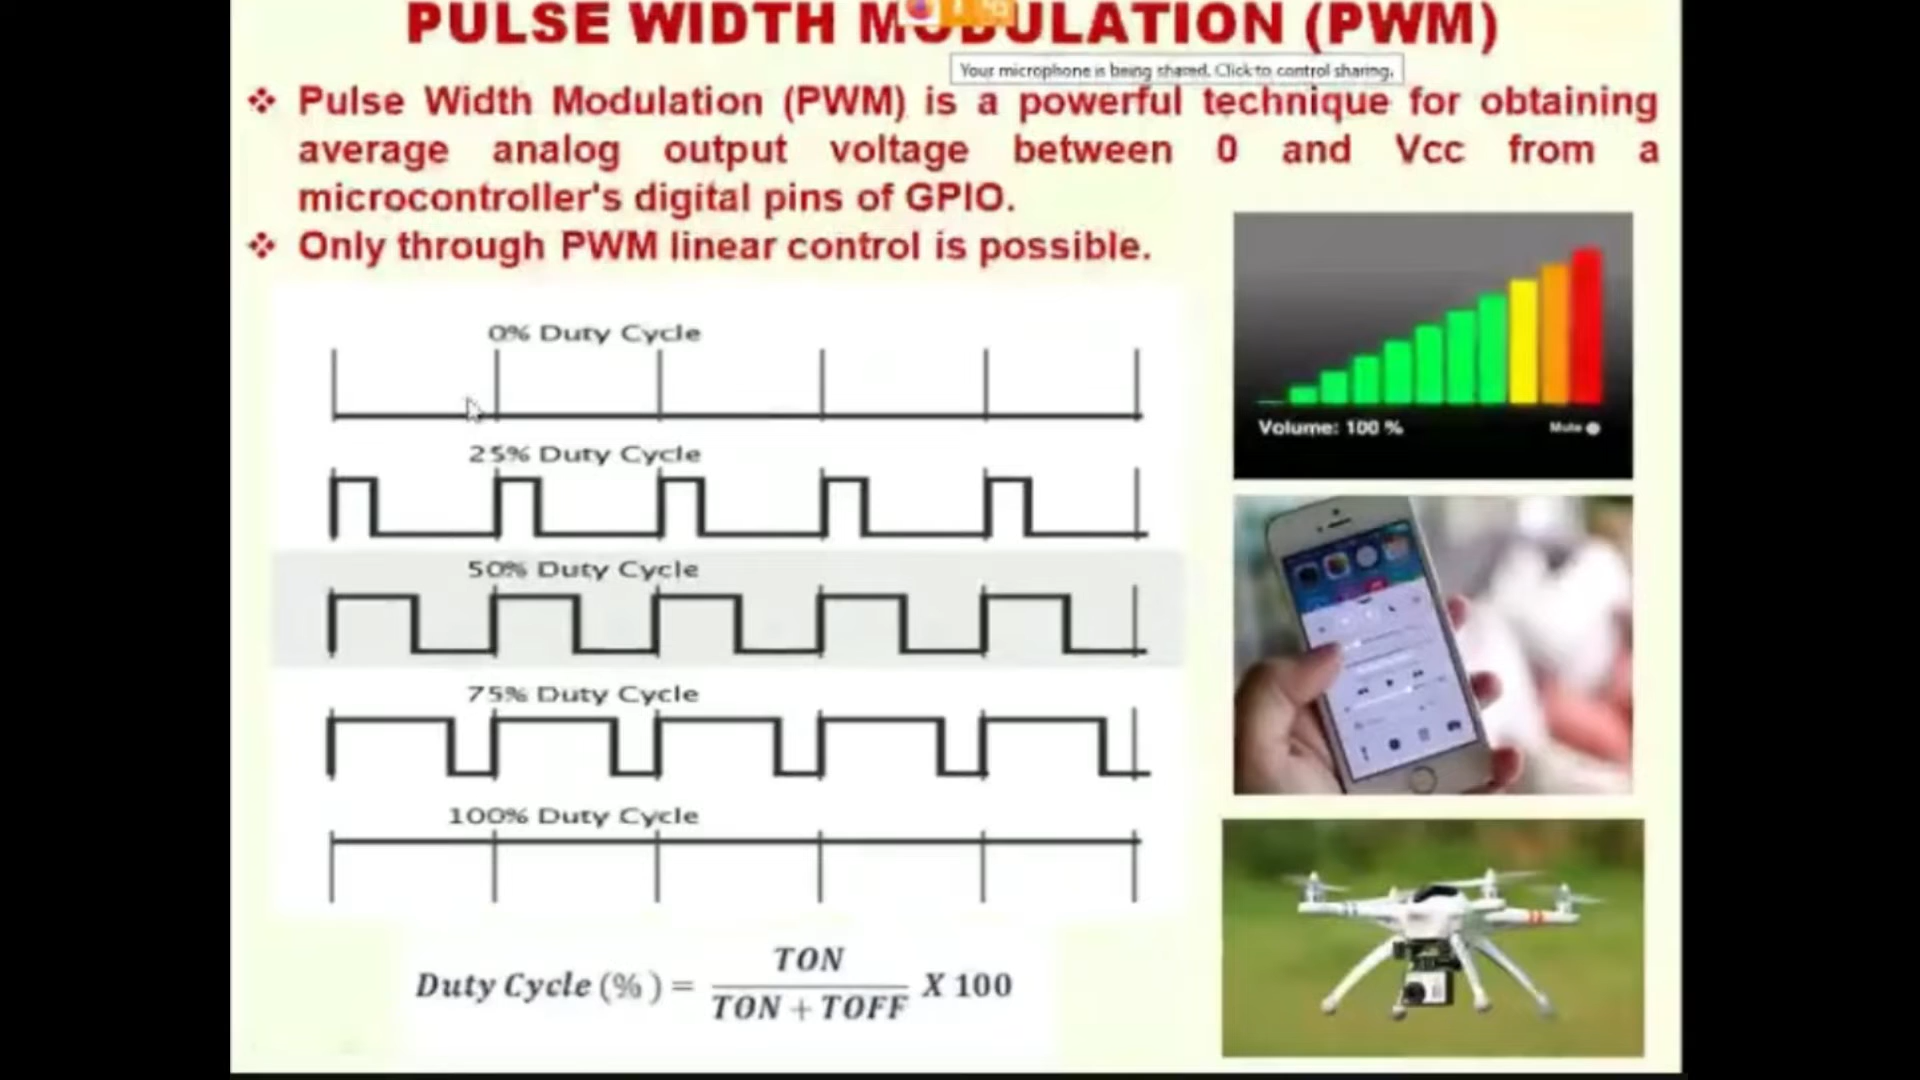 PULSE WIDTH MODULATION (PWM)
Your microphone is being shared. Click to control sharing.
❖ Pulse Width Modulation (PWM) is a powerful technique for obtaining
average analog output voltage between 0 and Vcc from a
microcontroller's digital pins of GPIO.
❖ Only through PWM linear control is possible.
0% Duty Cycle
25% Duty Cycle
50% Duty Cycle
75% Duty Cycle
100% Duty Cycle
Duty Cycle (%) = TON / TON + TOFF X 100
Volume: 100 %
Mute